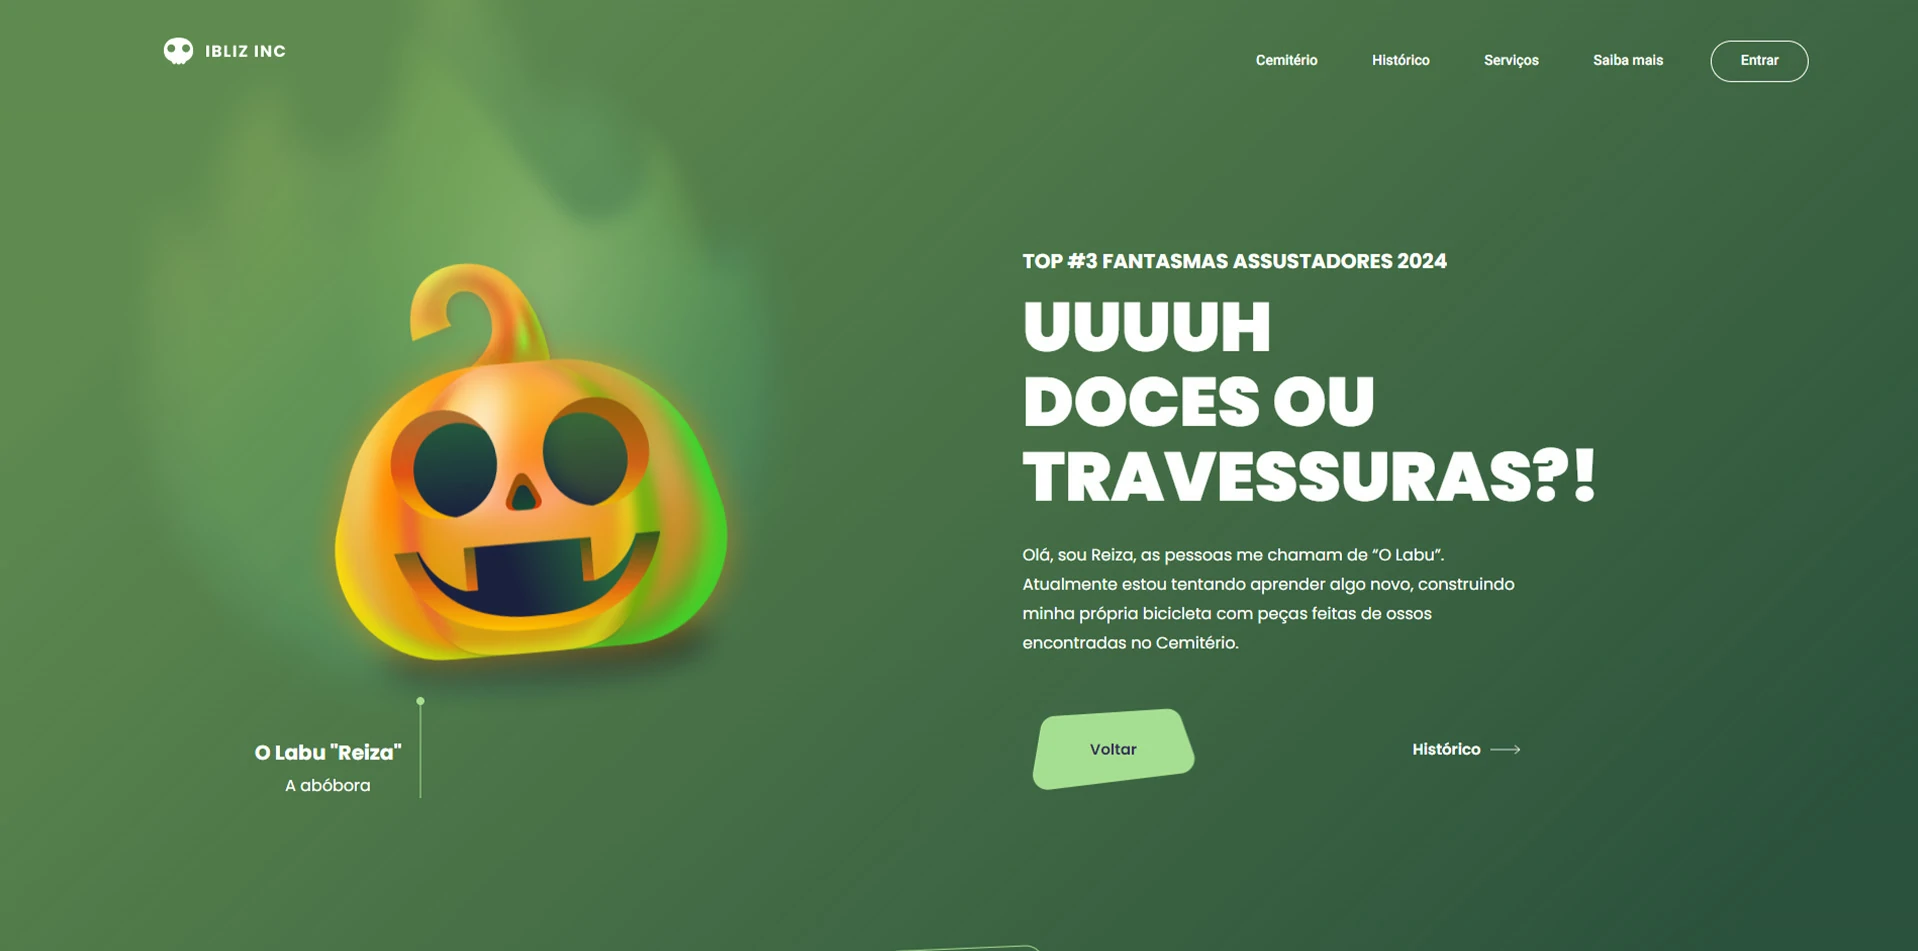 IBLIZ INC
Cemitério
Histórico
Serviços
Saiba mais
Entrar
TOP #3 FANTASMAS ASSUSTADORES 2024
UUUUH
DOCES OU
TRAVESSURAS?!
Olá, sou Reiza, as pessoas me chamam de “O Labu”.
Atualmente estou tentando aprender algo novo, construindo
minha própria bicicleta com peças feitas de ossos
encontradas no Cemitério.
Voltar
Histórico
O Labu "Reiza"
A abóbora